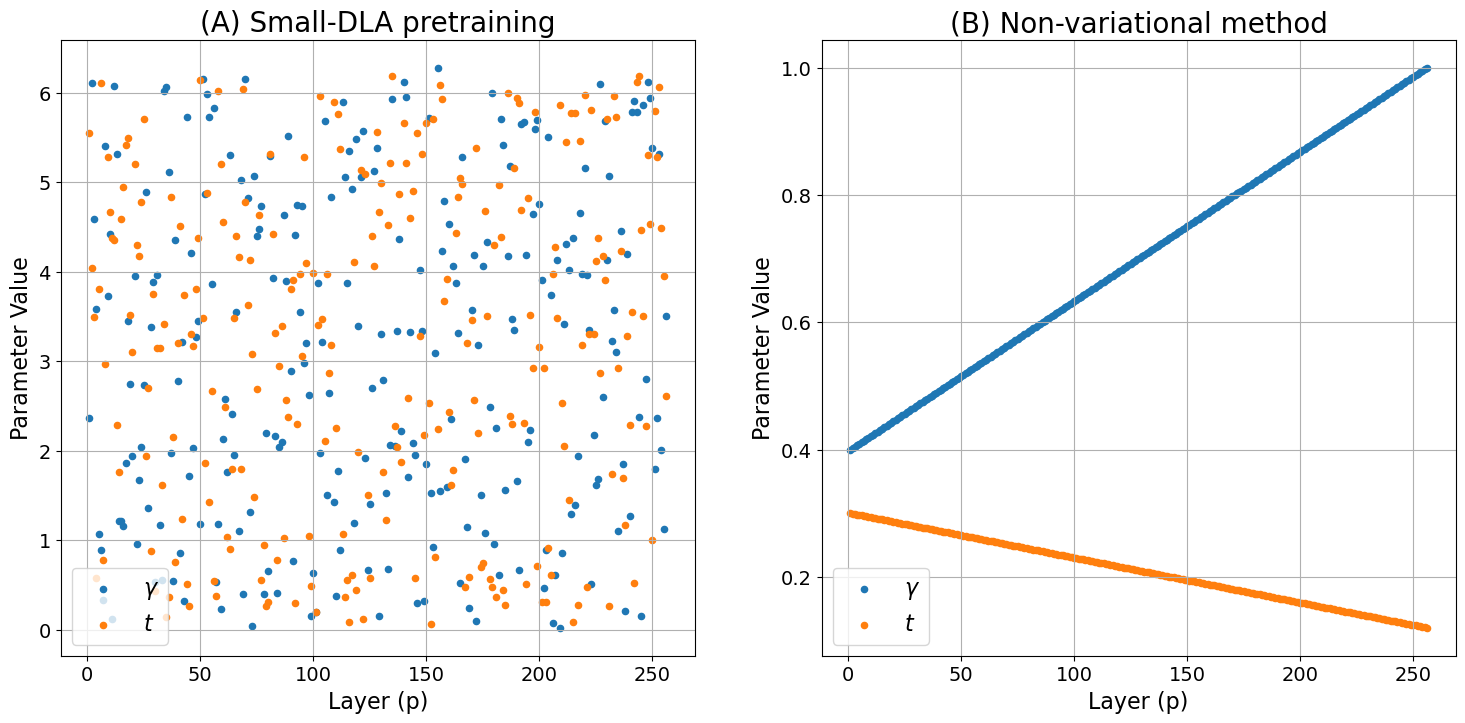 (A) Small-DLA pretraining
Parameter Value
6
5
4
3
2
1
0
γ
t
0 50 100 150 200 250
Layer (p)
(B) Non-variational method
Parameter Value
1.0
0.8
0.6
0.4
0.2
γ
t
0 50 100 150 200 250
Layer (p)